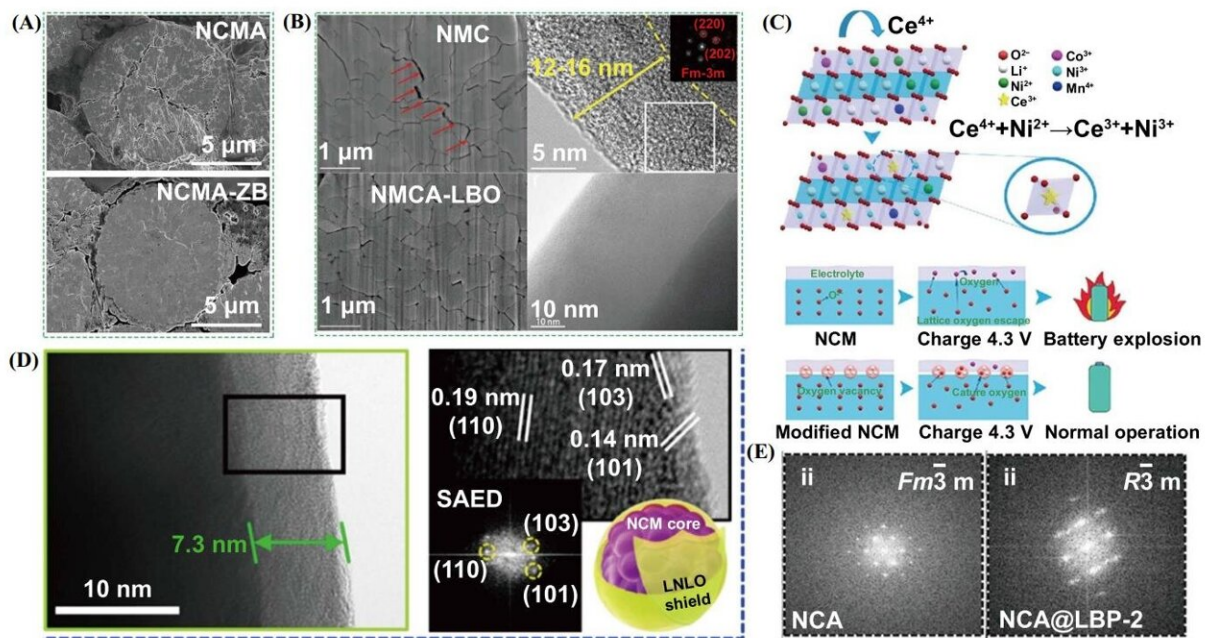 (A)
NCMA
5 µm
NCMA-ZB
5 µm
(B)
NMC
1 µm
12-16 nm
(220)
(202)
Fm-3m
5 nm
NMCA-LBO
1 µm
10 nm
10 nm
(C)
Ce4+
O2-
Li+
Ni2+
Ce3+
Co3+
Ni3+
Mn4+
Ce4++Ni2+→Ce3++Ni3+
Electrolyte
O
Lattice oxygen escape
Oxygen
NCM
Charge 4.3 V
Battery explosion
Oxygen vacancy
Cature oxygen
Modified NCM
Charge 4.3 V
Normal operation
(D)
7.3 nm
10 nm
0.17 nm
(103)
0.19 nm
(110)
0.14 nm
(101)
SAED
(103)
(110)
(101)
NCM core
LNLO
shield
(E)
ii
Fm3̄ m
NCA
ii
R3̄ m
NCA@LBP-2